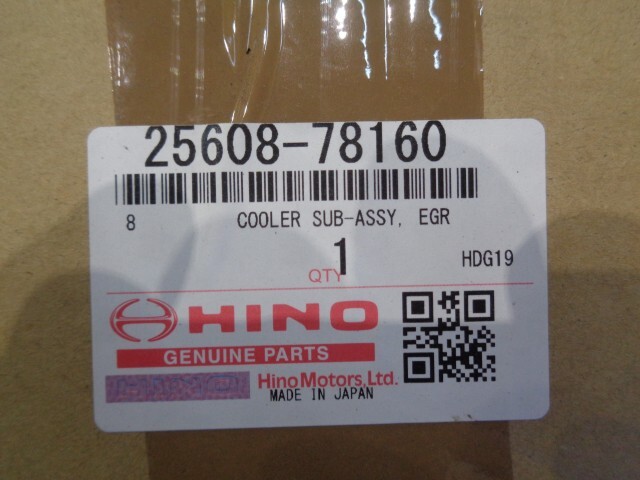 25608-78160
8 COOLER SUB-ASSY, EGR
QTY 1 HDG19
HINO
GENUINE PARTS
Hino Motors, Ltd.
MADE IN JAPAN